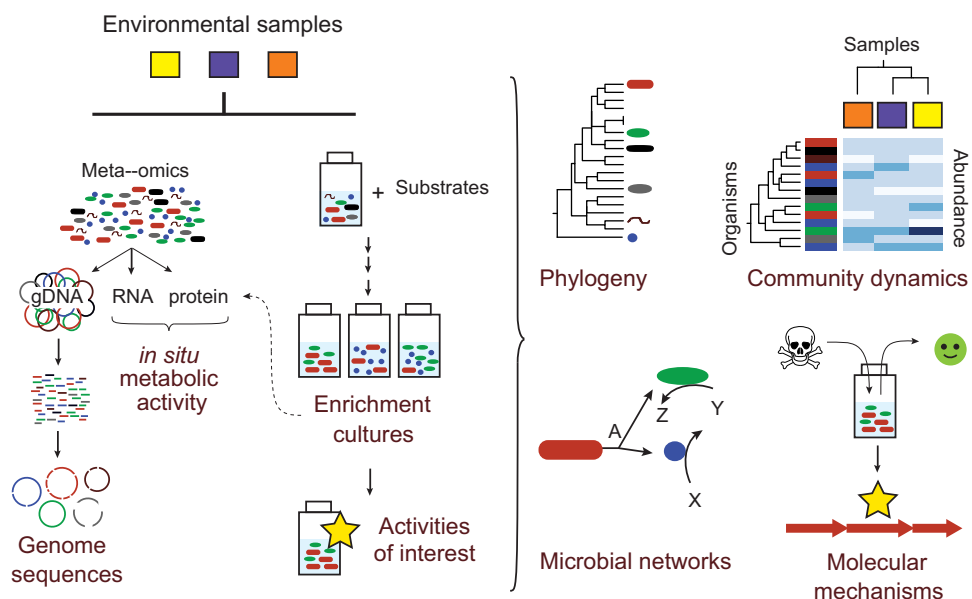 Environmental samples
Meta--omics
+ Substrates
gDNA RNA protein
in situ
metabolic
activity
Enrichment
cultures
Genome
sequences
Activities
of interest
Phylogeny
Samples
Organisms
Abundance
Community dynamics
A
Z
Y
X
Microbial networks
Molecular
mechanisms